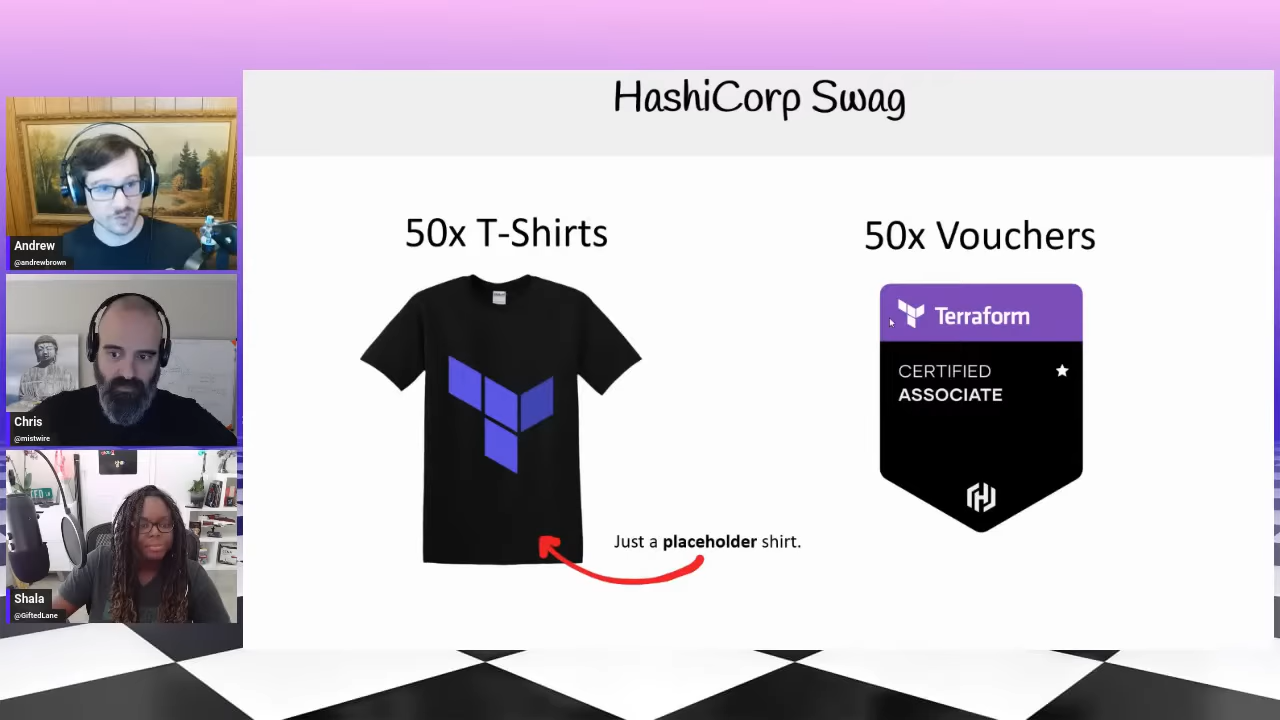 HashiCorp Swag
50x T-Shirts
50x Vouchers
Terraform
CERTIFIED
ASSOCIATE
Just a placeholder shirt.
Andrew
@andrewbrown
Chris
@mistwire
Shala
@GiftedLane